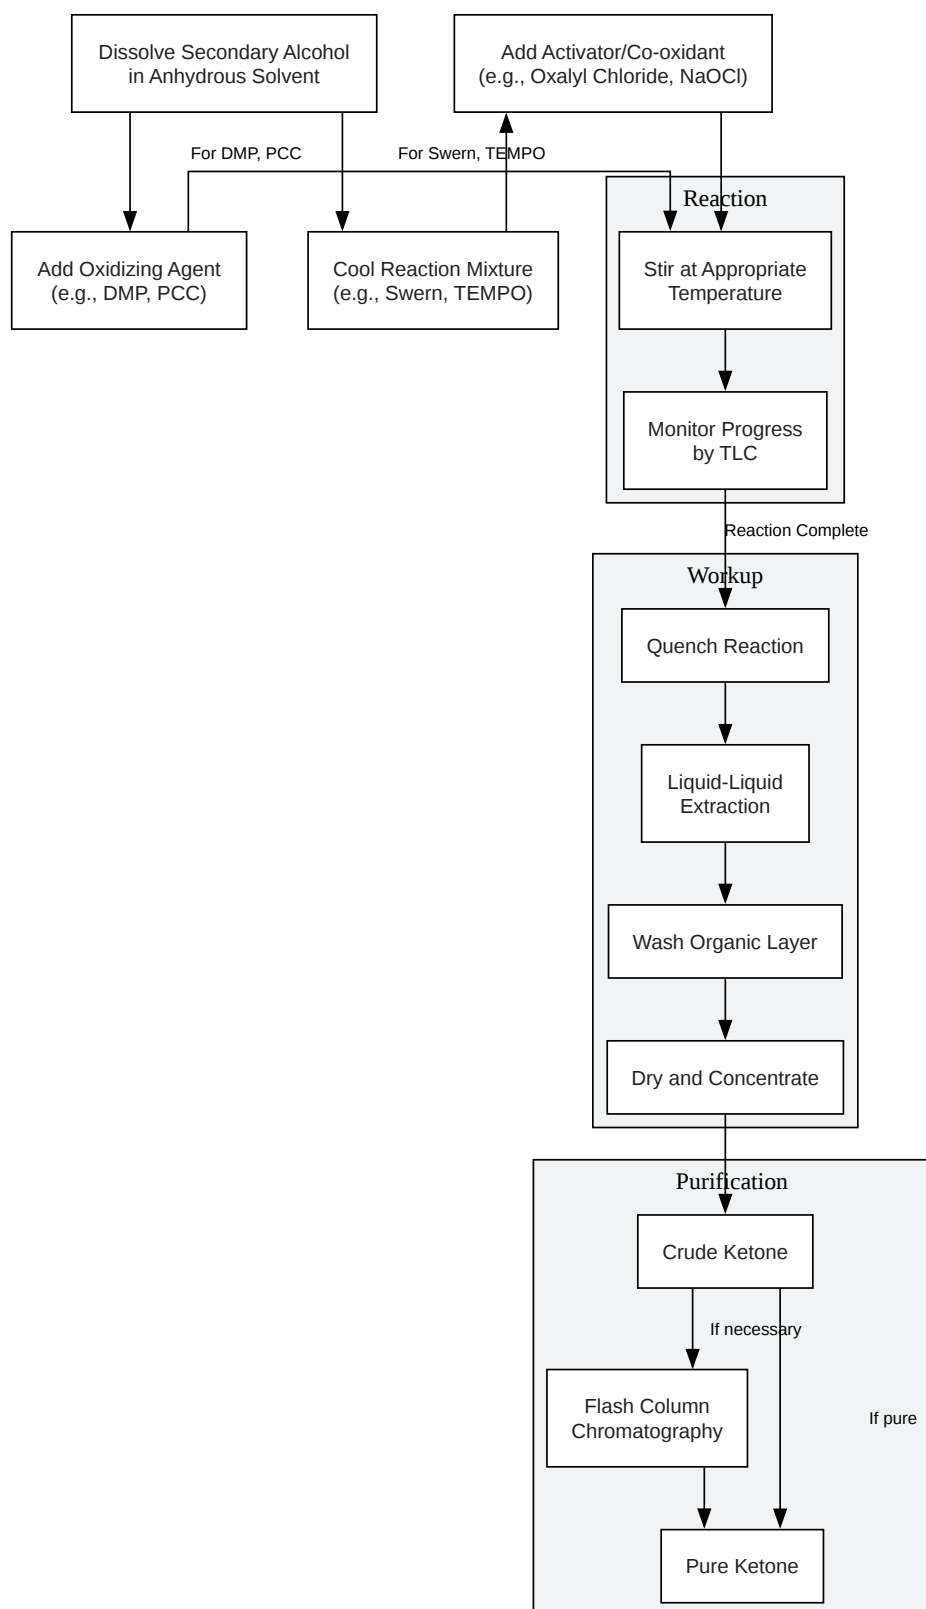 Dissolve Secondary Alcohol
in Anhydrous Solvent
Add Activator/Co-oxidant
(e.g., Oxalyl Chloride, NaOCl)
For DMP, PCC
For Swern, TEMPO
Reaction
Add Oxidizing Agent
(e.g., DMP, PCC)
Cool Reaction Mixture
(e.g., Swern, TEMPO)
Stir at Appropriate
Temperature
Monitor Progress
by TLC
Reaction Complete
Workup
Quench Reaction
Liquid-Liquid
Extraction
Wash Organic Layer
Dry and Concentrate
Purification
Crude Ketone
If necessary
Flash Column
Chromatography
If pure
Pure Ketone